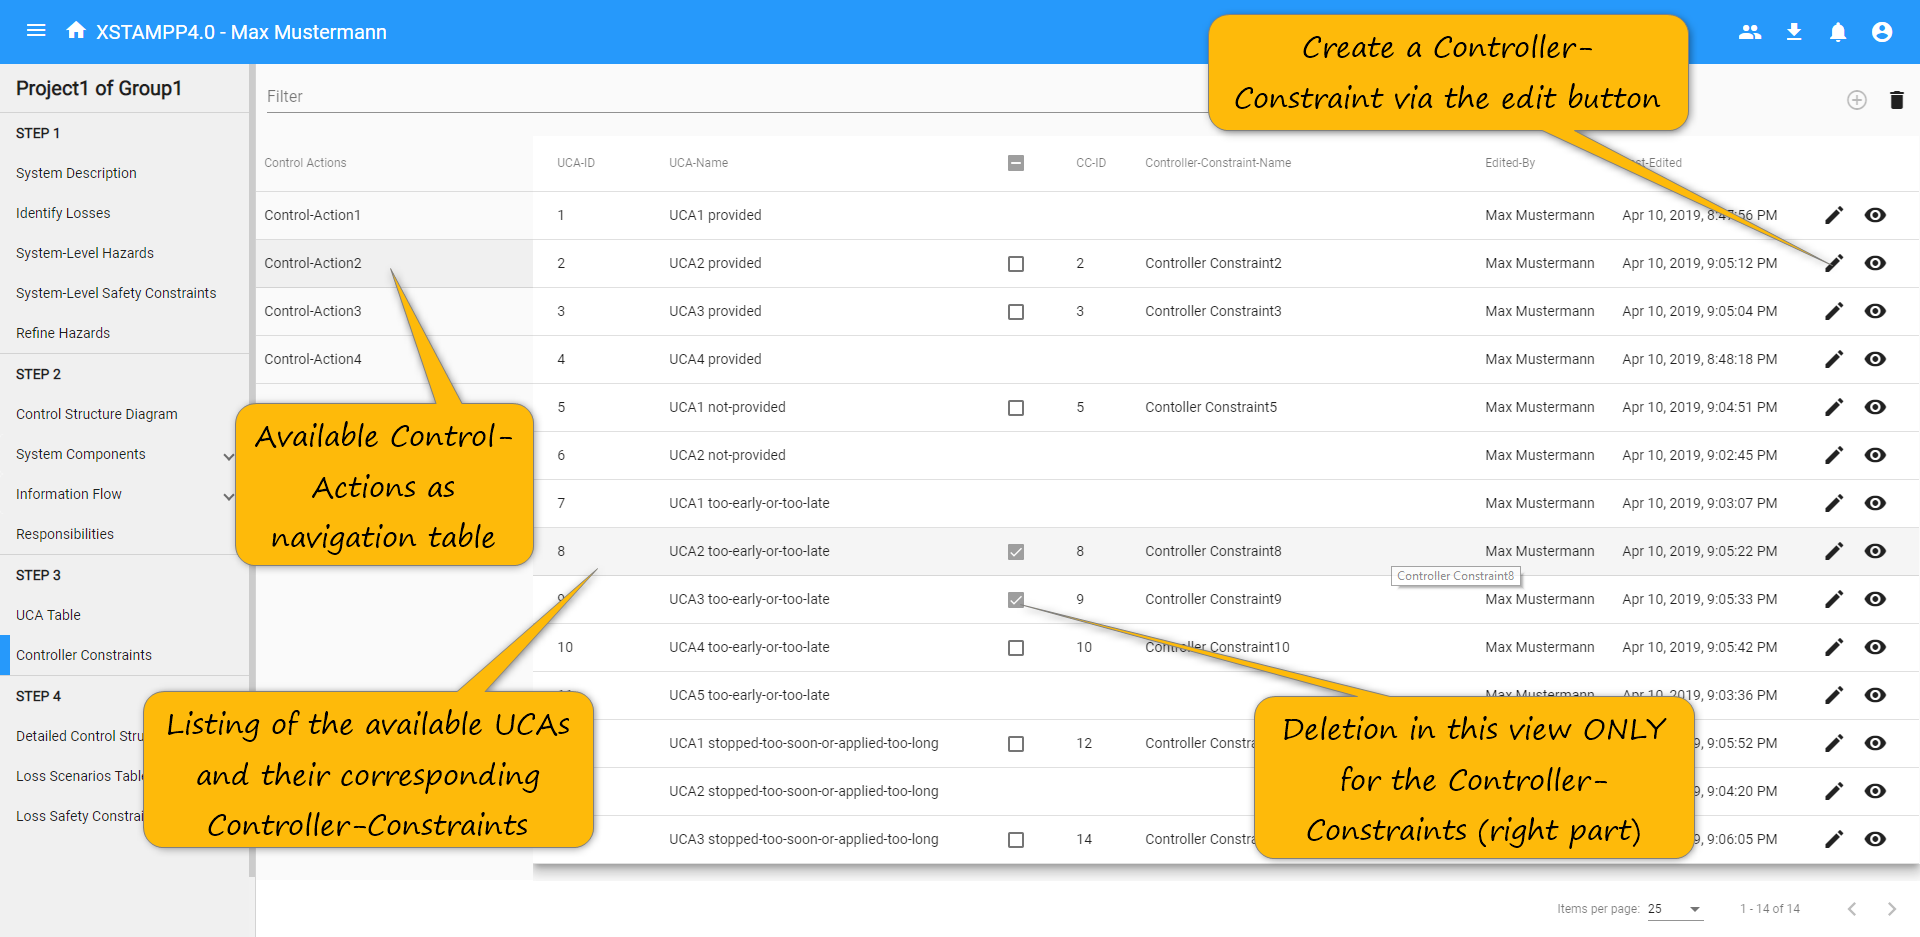 XSTAMPP4.0 - Max Mustermann
Create a Controller-
Constraint via the edit button
Project1 of Group1
STEP 1
System Description
Identify Losses
System-Level Hazards
System-Level Safety Constraints
Refine Hazards
STEP 2
Control Structure Diagram
System Components
Information Flow
Responsibilities
STEP 3
UCA Table
Controller Constraints
STEP 4
Detailed Control
Loss Scenarios
Loss Safety
Filter
Control Actions
Control-Action1
Control-Action2
Control-Action3
Control-Action4
Available Control-
Actions as
navigation table
Listing of the available UCAs
and their corresponding
Controller-Constraints
UCA-ID UCA-Name CC-ID Controller-Constraint-Name Edited-By
1 UCA1 provided Max Mustermann Apr 10, 2019, 8:47:56 PM
2 UCA2 provided 2 Controller Constraint2 Max Mustermann Apr 10, 2019, 9:05:12 PM
3 UCA3 provided 3 Controller Constraint3 Max Mustermann Apr 10, 2019, 9:05:04 PM
4 UCA4 provided Max Mustermann Apr 10, 2019, 8:48:18 PM
5 UCA1 not-provided 5 Contoller Constraint5 Max Mustermann Apr 10, 2019, 9:04:51 PM
6 UCA2 not-provided Max Mustermann Apr 10, 2019, 9:02:45 PM
7 UCA1 too-early-or-too-late Max Mustermann Apr 10, 2019, 9:03:07 PM
8 UCA2 too-early-or-too-late 8 Controller Constraint8 Max Mustermann Apr 10, 2019, 9:05:22 PM
Controller Constraint8
9 UCA3 too-early-or-too-late 9 Controller Constraint9 Max Mustermann Apr 10, 2019, 9:05:33 PM
10 UCA4 too-early-or-too-late 10 Controller Constraint10 Max Mustermann Apr 10, 2019, 9:05:42 PM
UCA5 too-early-or-too-late Max Mustermann Apr 10, 2019, 9:03:36 PM
UCA1 stopped-too-soon-or-applied-too-long 12 Controller 9:05:52 PM
UCA2 stopped-too-soon-or-applied-too-long 9:04:20 PM
UCA3 stopped-too-soon-or-applied-too-long 14 Controller 9:06:05 PM
Deletion in this view ONLY
for the Controller-
Constraints (right part)
Items per page: 25 1 - 14 of 14